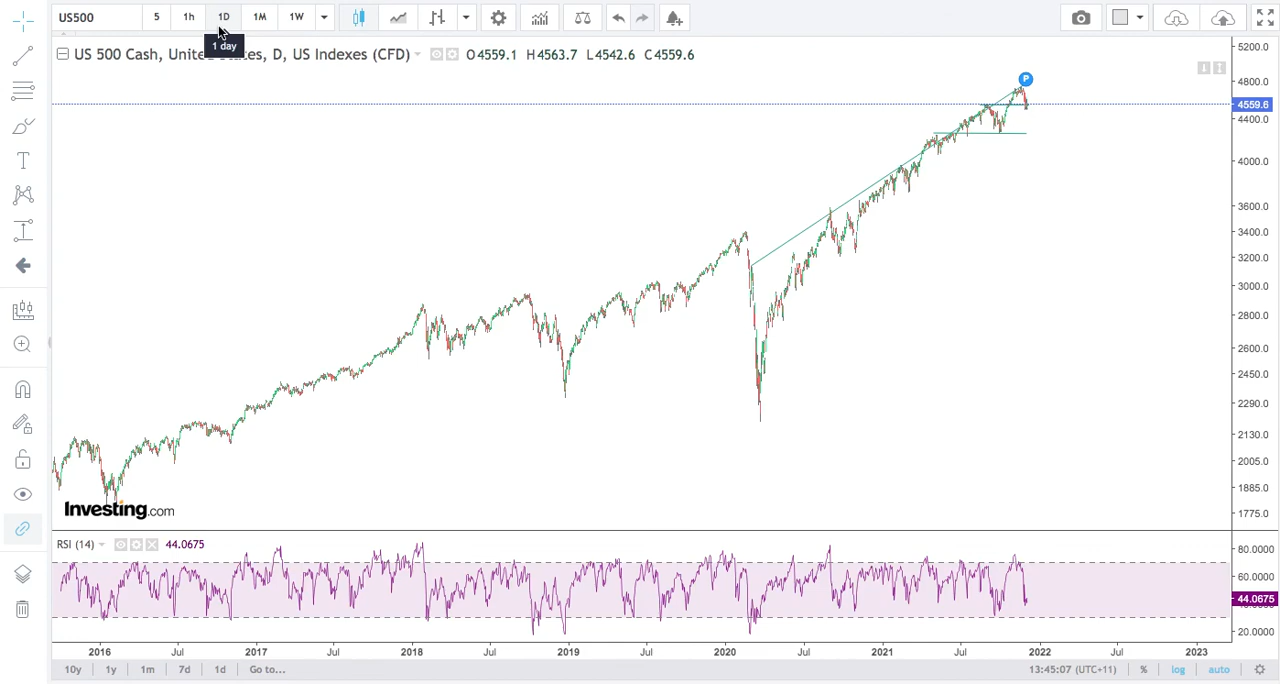 US500 5 1h 1D 1M 1W
1 day
US 500 Cash, United States, D, US Indexes (CFD) O4559.1 H4563.7 L4542.6 C4559.6
P
5200.0
4800.0
4559.6
4400.0
4000.0
3600.0
3400.0
3200.0
3000.0
2800.0
2600.0
2450.0
2290.0
2130.0
2005.0
1885.0
1775.0
Investing.com
RSI (14) 44.0675
80.0000
60.0000
44.0675
20.0000
2016 Jul 2017 Jul 2018 Jul 2019 Jul 2020 Jul 2021 Jul 2022 Jul 2023
10y 1y 1m 7d 1d Go to... 13:45:07 (UTC+11) % log auto